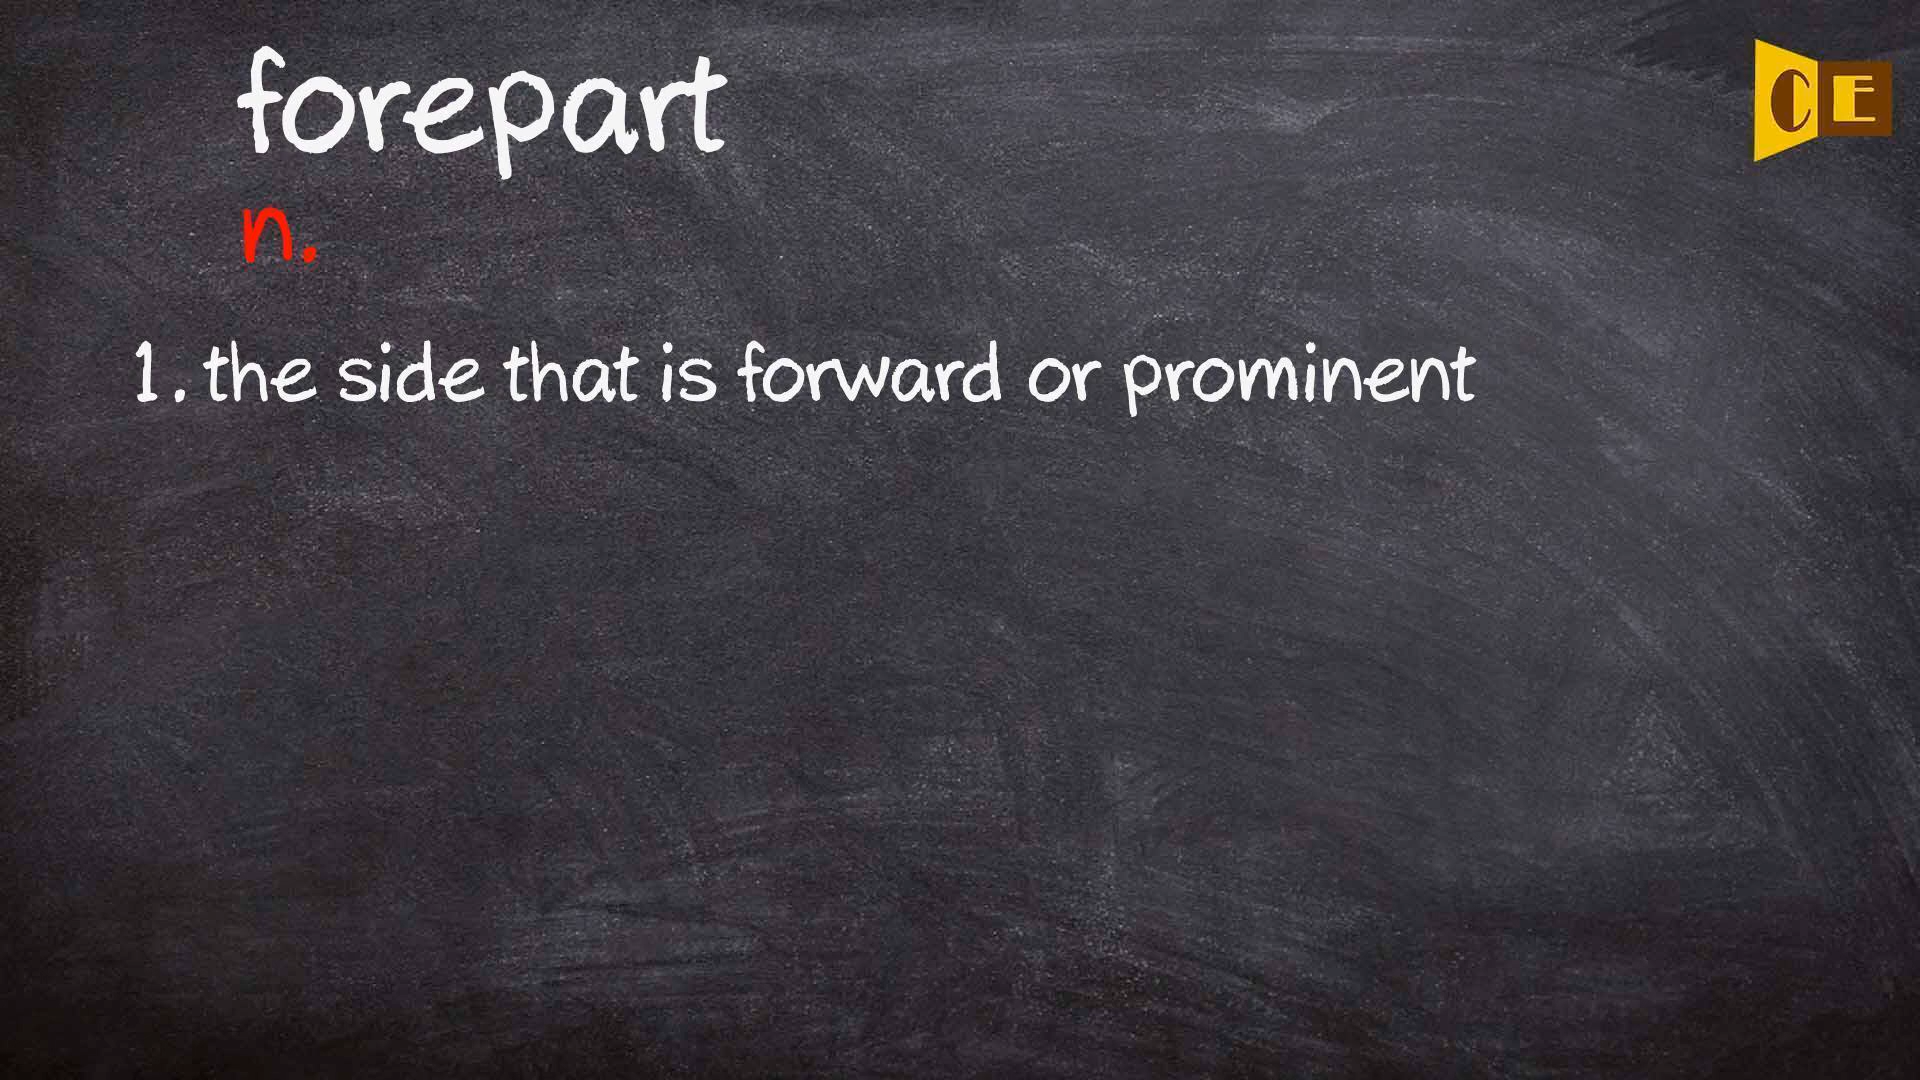 forepart
CE
n.
1. the side that is forward or prominent